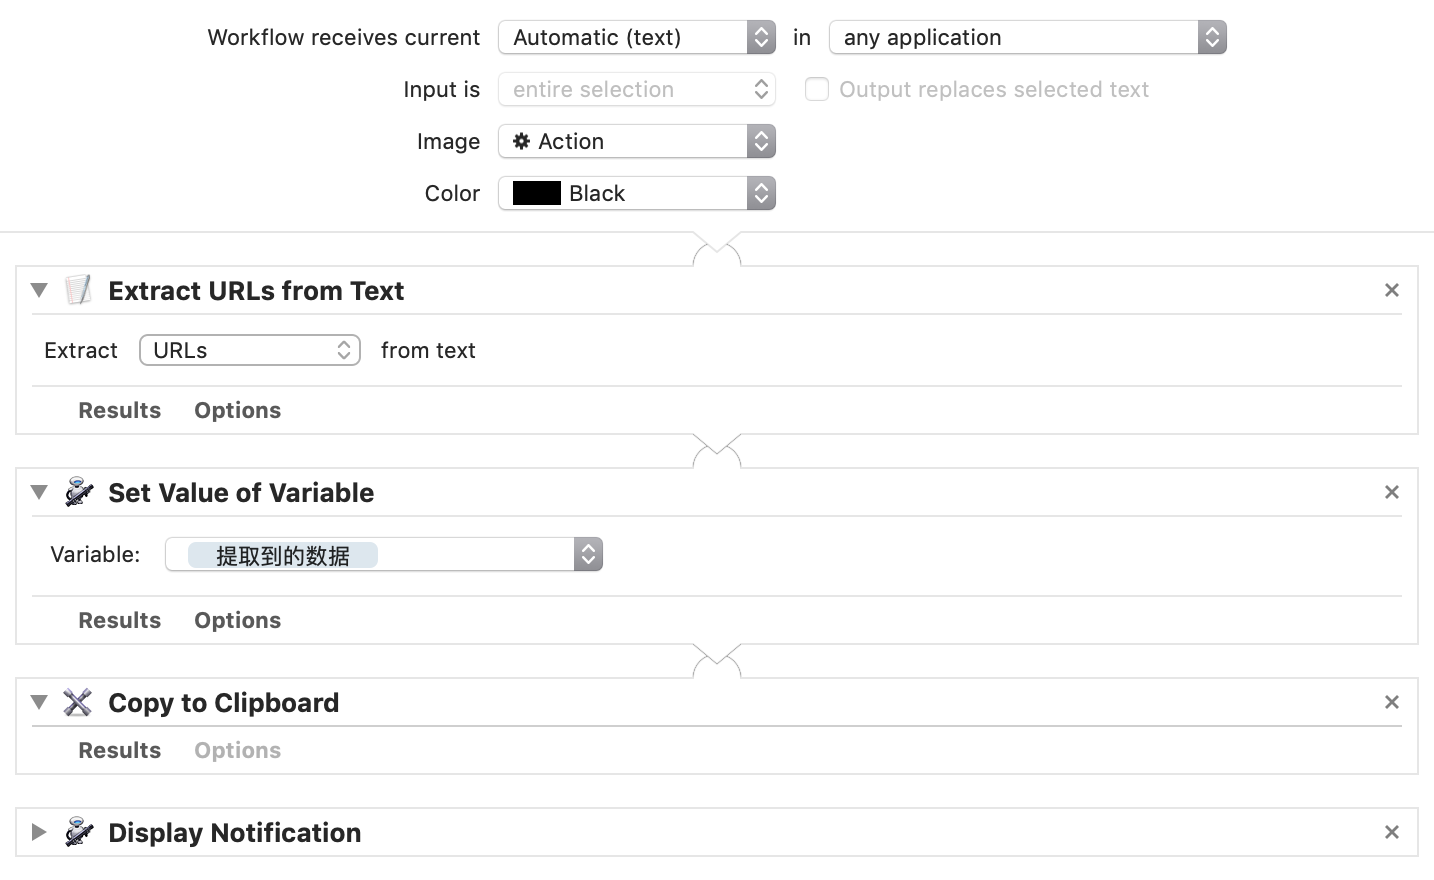 Workflow receives current Automatic (text) in any application
Input is entire selection Output replaces selected text
Image Action
Color Black
Extract URLs from Text
Extract URLs from text
Results Options
Set Value of Variable
Variable: 提取到的数据
Results Options
Copy to Clipboard
Results Options
Display Notification